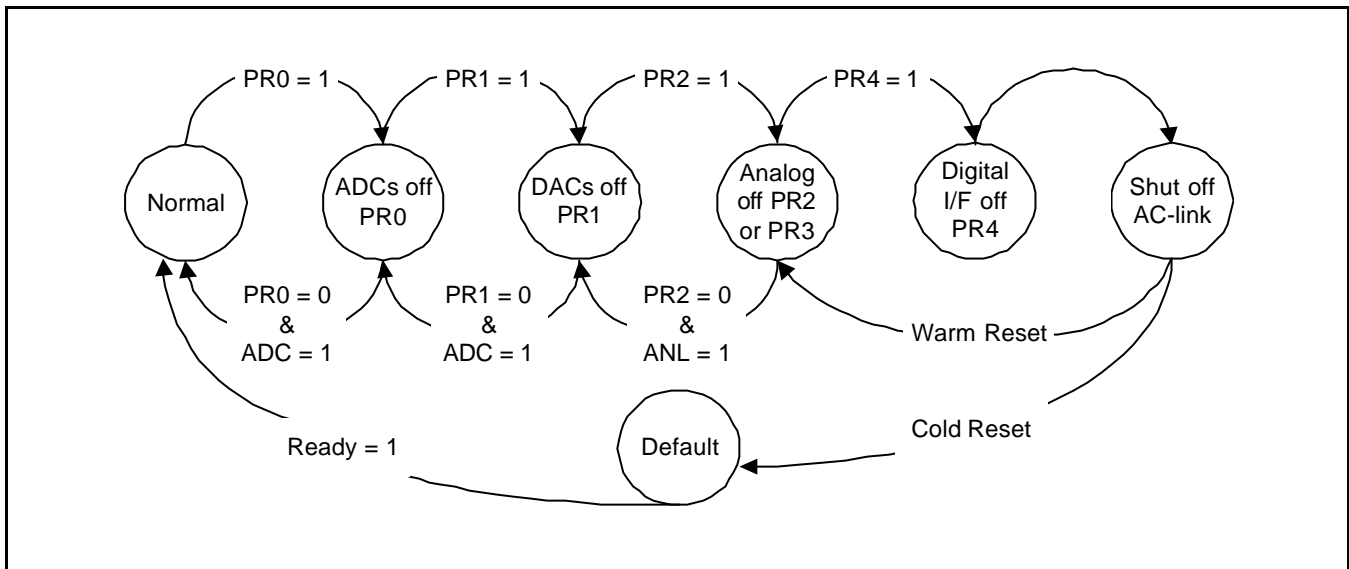 PR0 = 1
PR1 = 1
PR2 = 1
PR4 = 1
Normal
ADCs off
PR0
DACs off
PR1
Analog
off PR2
or PR3
Digital
I/F off
PR4
Shut off
AC-link
PR0 = 0
&
ADC = 1
PR1 = 0
&
ADC = 1
PR2 = 0
&
ANL = 1
Warm Reset
Ready = 1
Default
Cold Reset